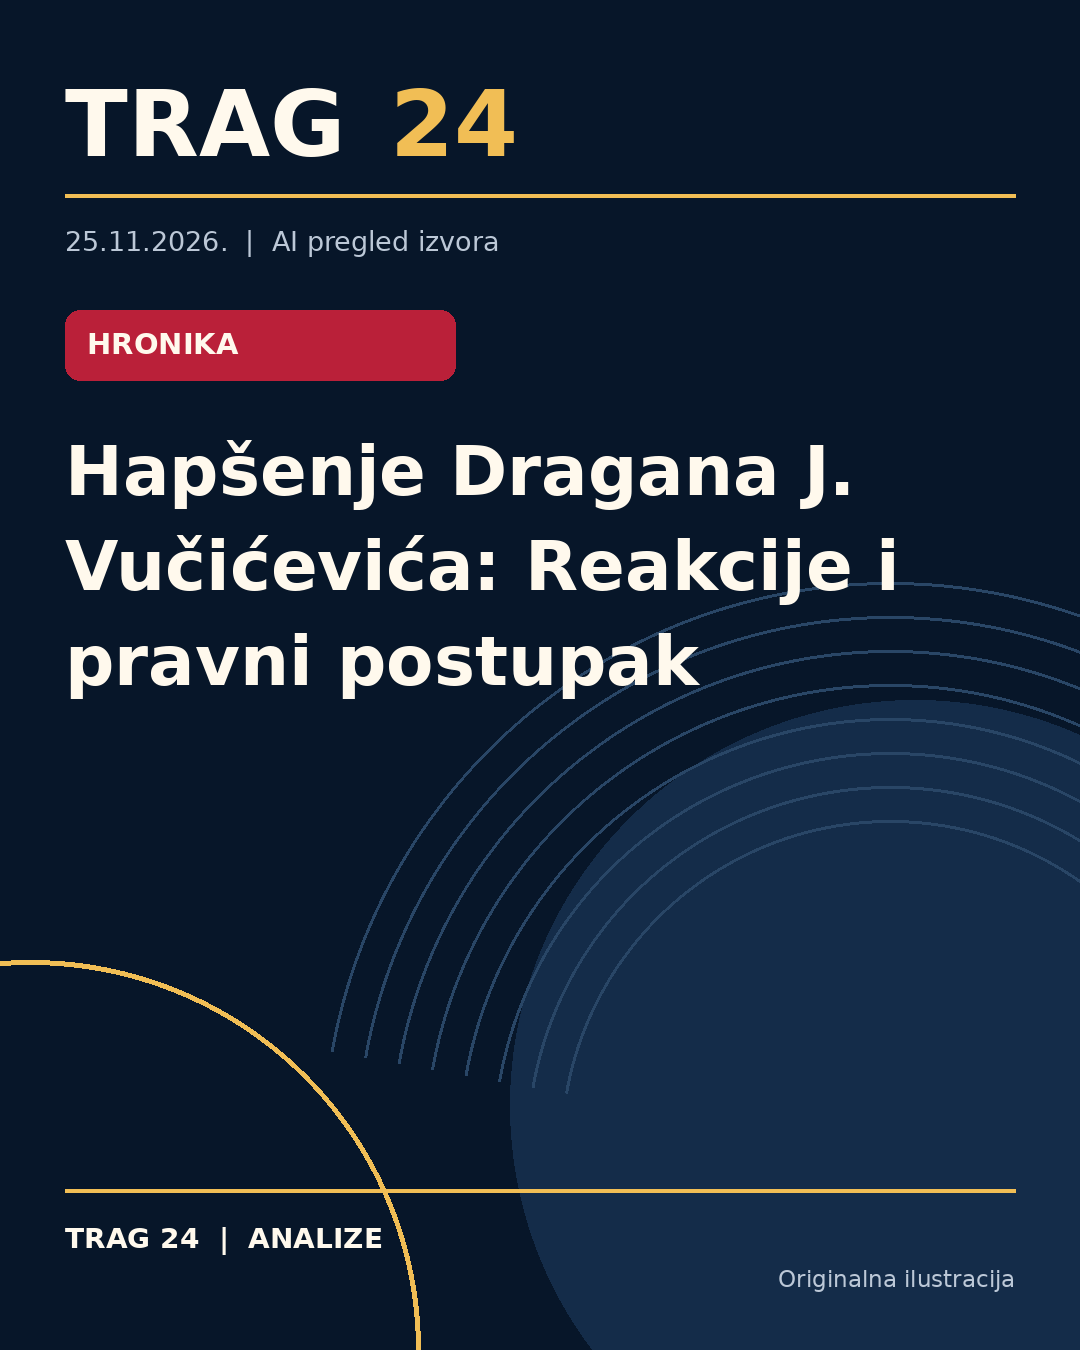 TRAG 24
25.11.2026. | AI pregled izvora
HRONIKA
Hapšenje Dragana J.
Vučićevića: Reakcije i
pravni postupak
TRAG 24 | ANALIZE
Originalna ilustracija